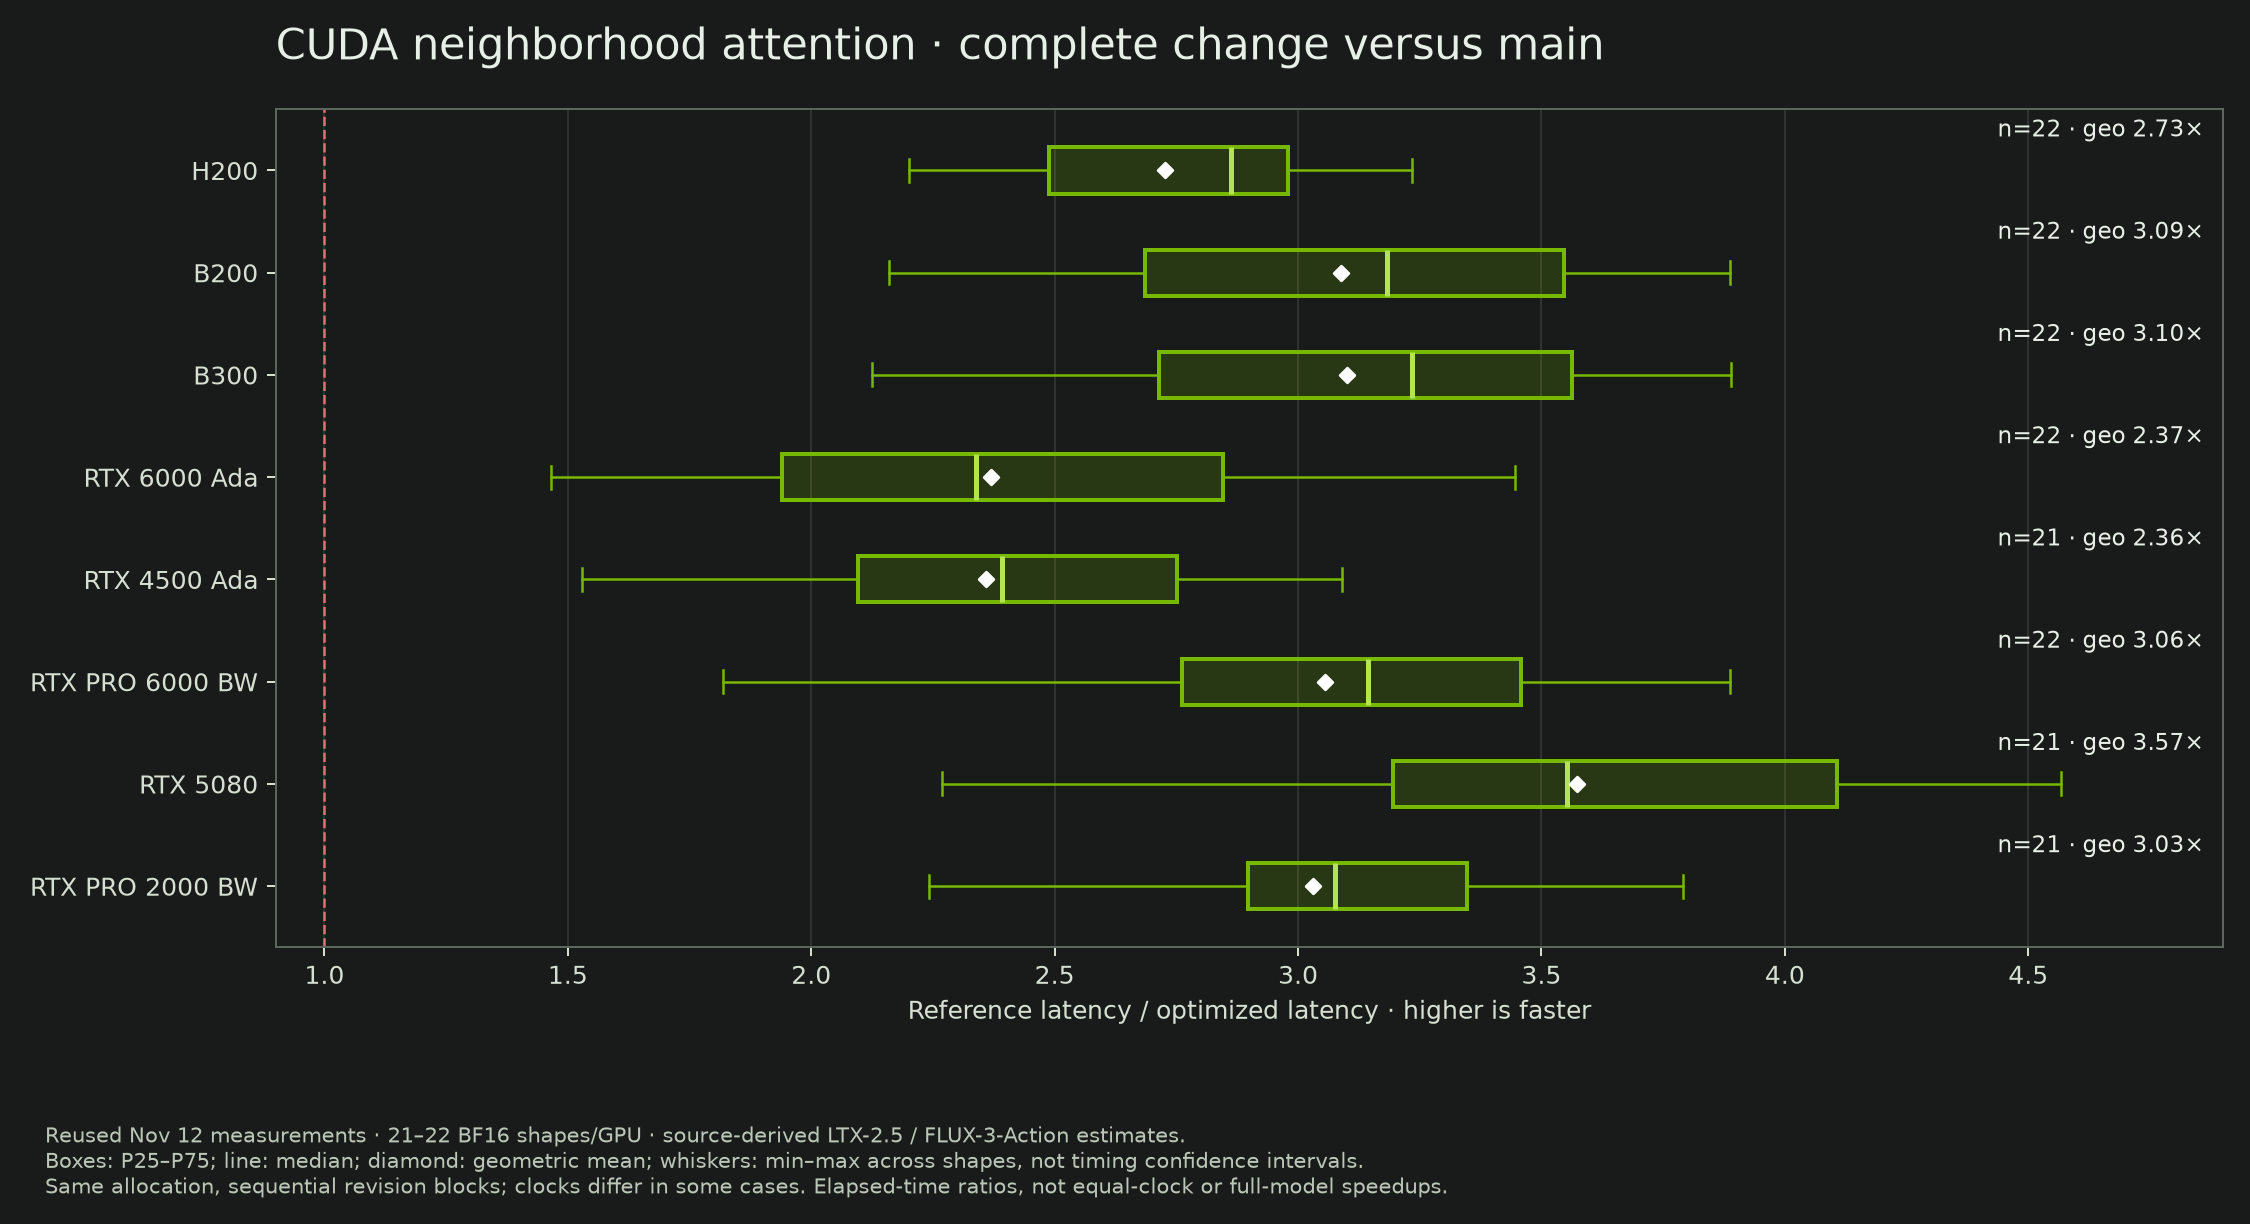 CUDA neighborhood attention · complete change versus main
n=22 · geo 2.73×
H200
n=22 · geo 3.09×
B200
n=22 · geo 3.10×
B300
n=22 · geo 2.37×
RTX 6000 Ada
n=21 · geo 2.36×
RTX 4500 Ada
n=22 · geo 3.06×
RTX PRO 6000 BW
n=21 · geo 3.57×
RTX 5080
n=21 · geo 3.03×
RTX PRO 2000 BW
1.0 1.5 2.0 2.5 3.0 3.5 4.0 4.5
Reference latency / optimized latency · higher is faster
Reused Nov 12 measurements · 21–22 BF16 shapes/GPU · source-derived LTX-2.5 / FLUX-3-Action estimates.
Boxes: P25–P75; line: median; diamond: geometric mean; whiskers: min–max across shapes, not timing confidence intervals.
Same allocation, sequential revision blocks; clocks differ in some cases. Elapsed-time ratios, not equal-clock or full-model speedups.